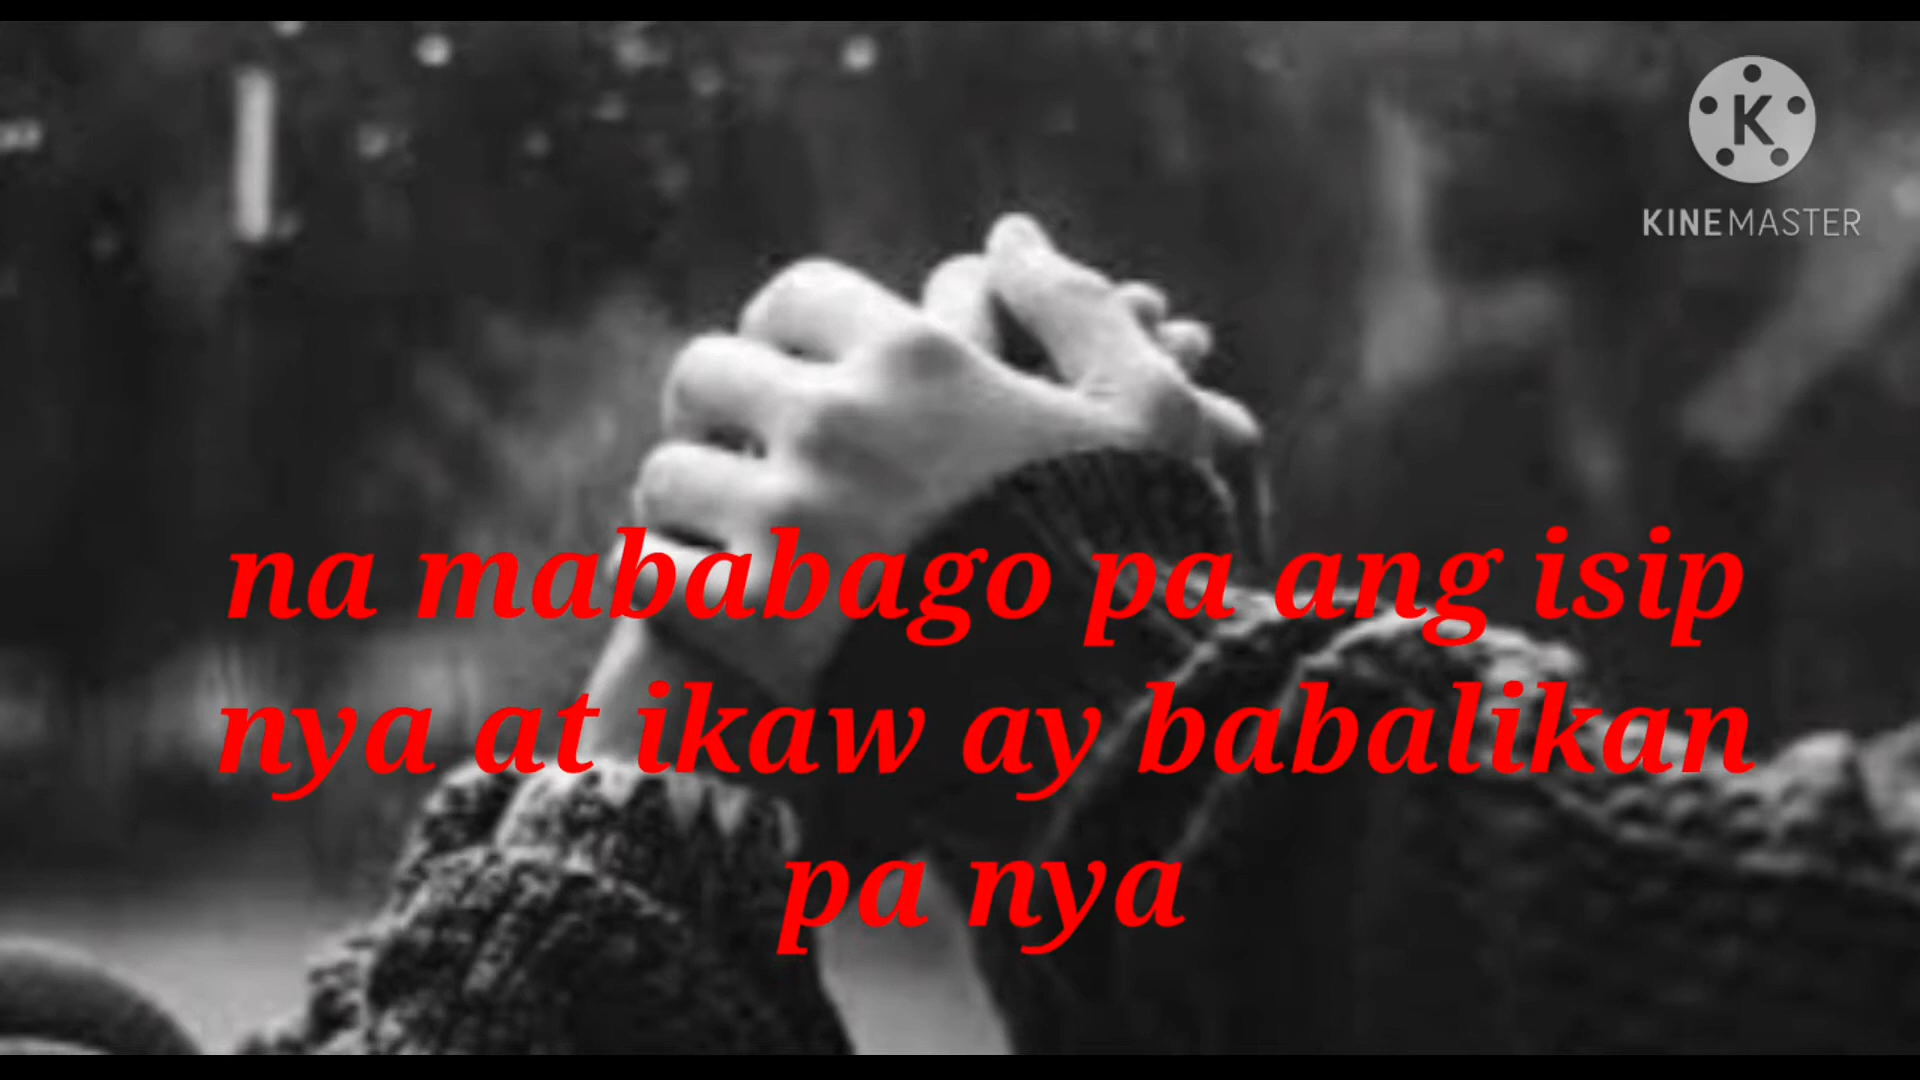 K
KINEMASTER
na mababago pa ang isip
nya at ikaw ay babalikan
pa nya